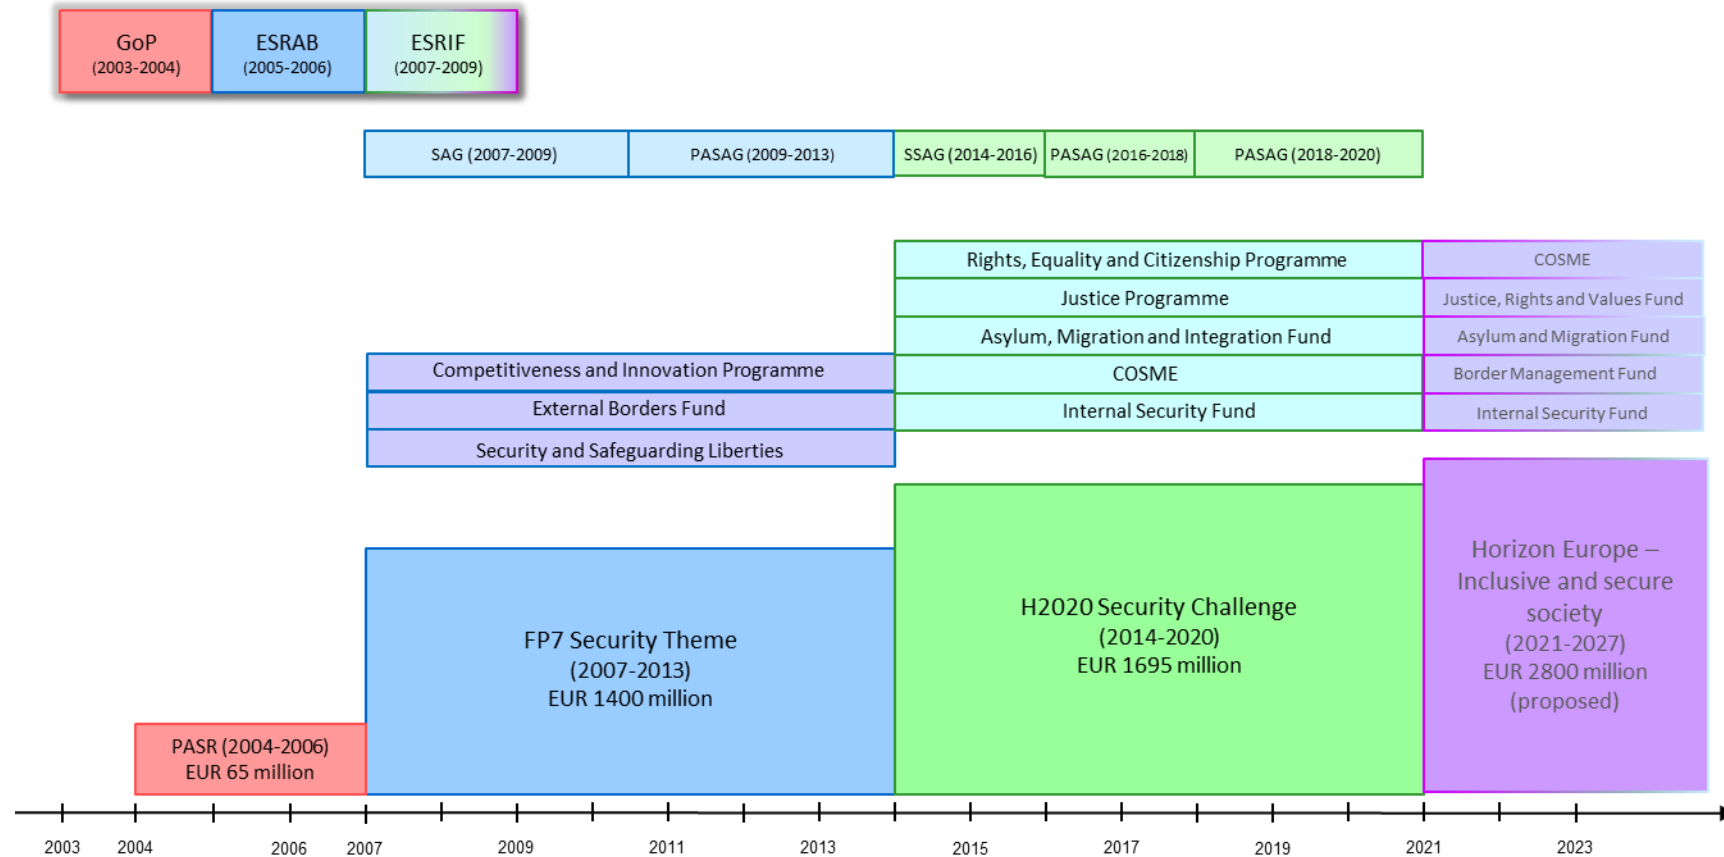 GoP
(2003-2004)
ESRAB
(2005-2006)
ESRIF
(2007-2009)
SAG (2007-2009)
PASAG (2009-2013)
SSAG (2014-2016)
PASAG (2016-2018)
PASAG (2018-2020)
Rights, Equality and Citizenship Programme
Justice Programme
Asylum, Migration and Integration Fund
COSME
Internal Security Fund
COSME
Justice, Rights and Values Fund
Asylum and Migration Fund
Border Management Fund
Internal Security Fund
Competitiveness and Innovation Programme
External Borders Fund
Security and Safeguarding Liberties
PASR (2004-2006)
EUR 65 million
FP7 Security Theme
(2007-2013)
EUR 1400 million
H2020 Security Challenge
(2014-2020)
EUR 1695 million
Horizon Europe –
Inclusive and secure
society
(2021-2027)
EUR 2800 million
(proposed)
2003 2004 2006 2007 2009 2011 2013 2015 2017 2019 2021 2023